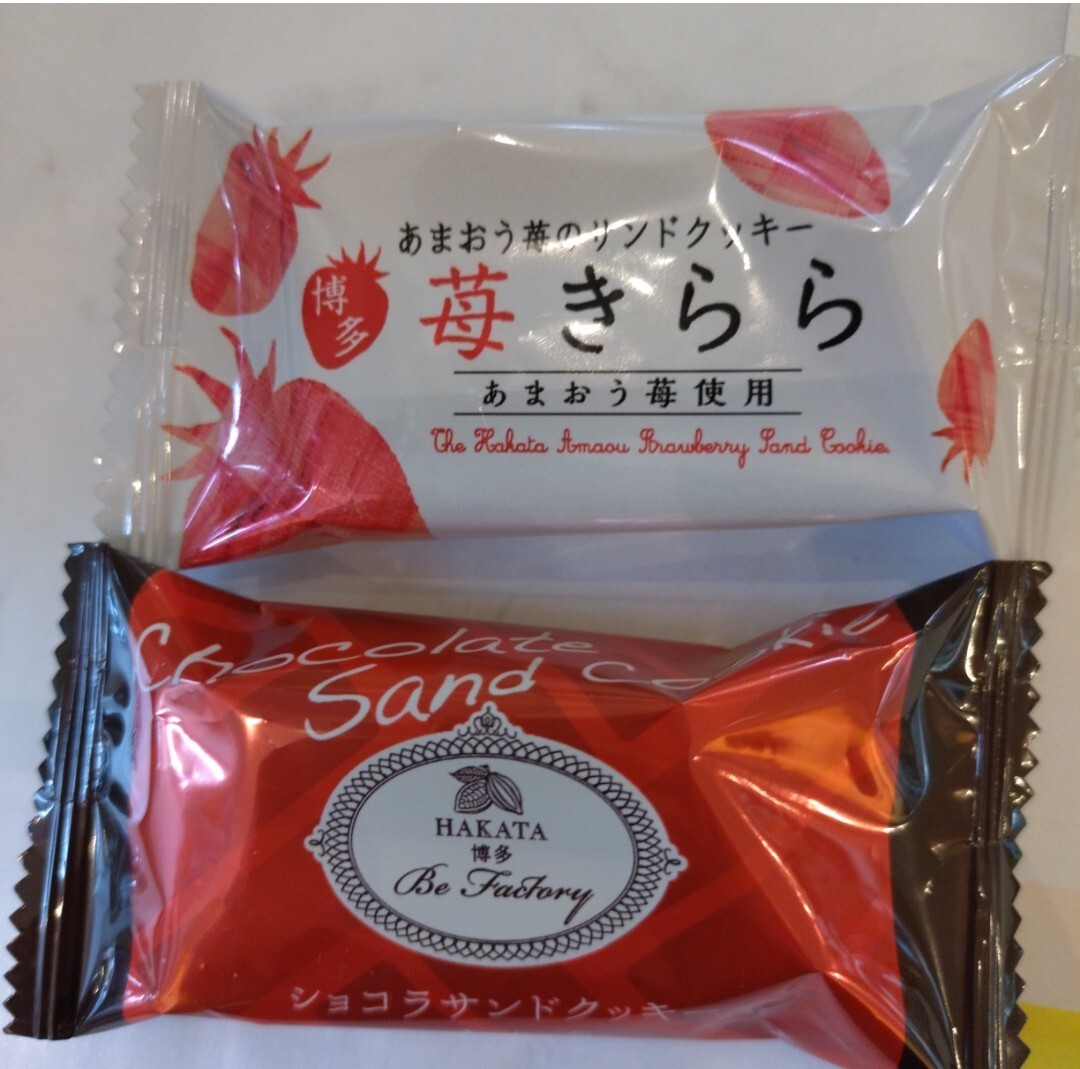 あまおう苺のサンドクッキー
博多
苺きらら
あまおう苺使用
The Hakata Amaou Strawberry Sand Cookie.
Chocolate
Sand Cookie
HAKATA
博多
Be Factory
ショコラサンドクッキー